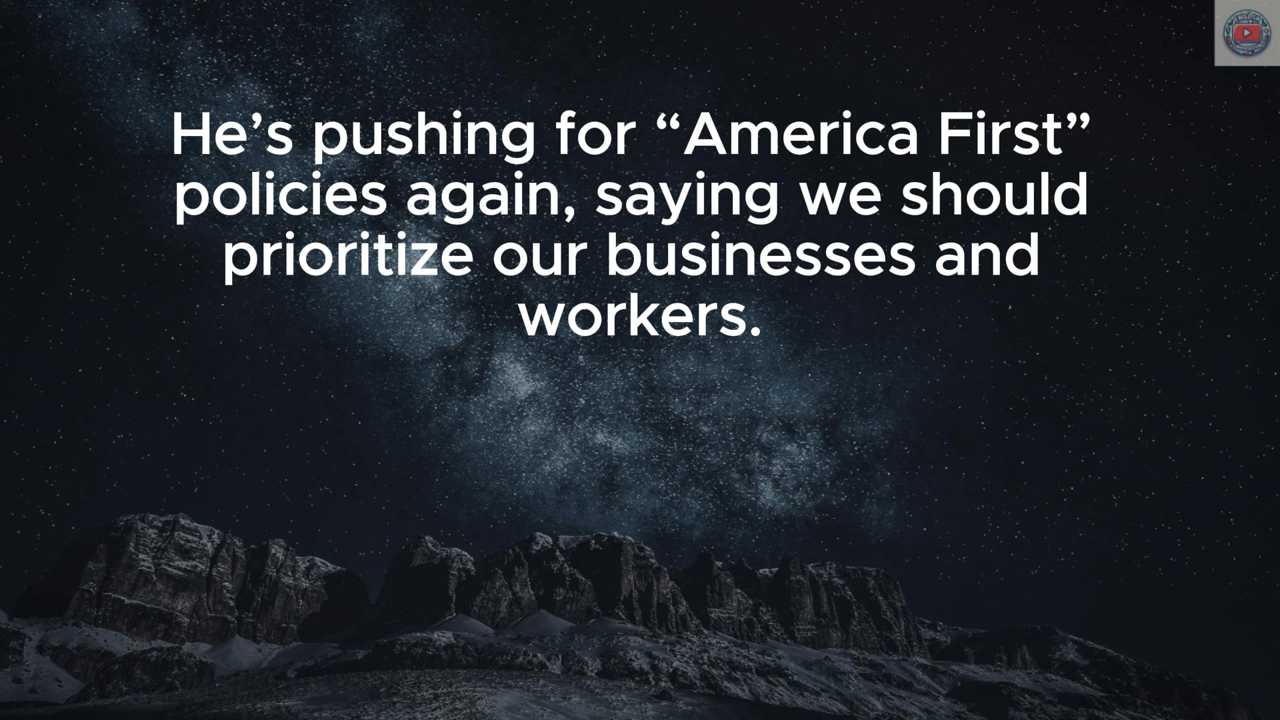 He’s pushing for “America First”
policies again, saying we should
prioritize our businesses and
workers.